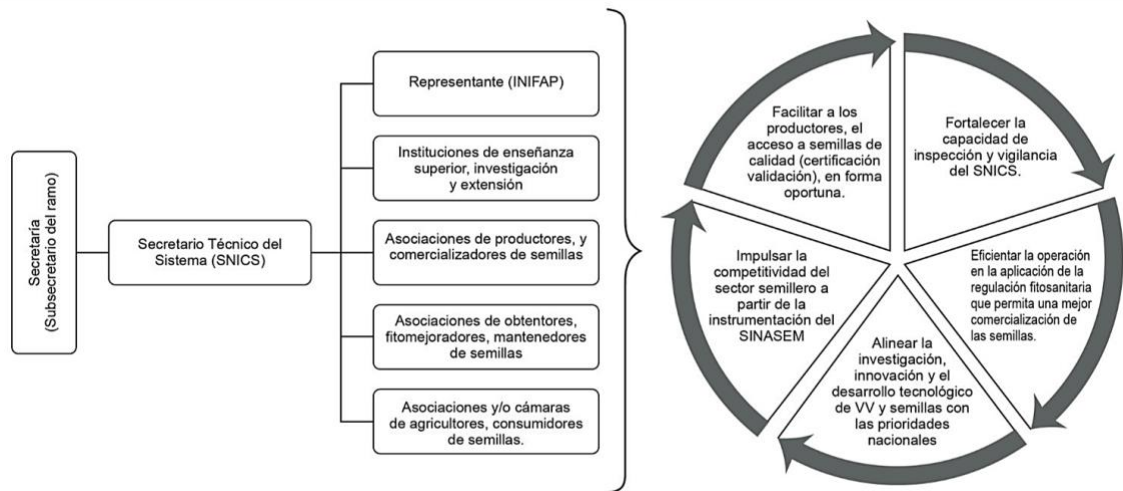 Secretaría
(Subsecretario del ramo)
Secretario Técnico del
Sistema (SNICS)
Representante (INIFAP)
Instituciones de enseñanza
superior, investigación
y extensión
Asociaciones de productores, y
comercializadores de semillas
Asociaciones de obtentores,
fitomejoradores, mantenedores
de semillas
Asociaciones y/o cámaras
de agricultores, consumidores
de semillas.
Facilitar a los
productores, el
acceso a semillas de
calidad (certificación
validación), en forma
oportuna.
Fortalecer la
capacidad de
inspección y vigilancia
del SNICS.
Eficientar la operación
en la aplicación de la
regulación fitosanitaria
que permita una mejor
comercialización de
las semillas.
Alinear la
investigación,
innovación y el
desarrollo tecnológico
de VV y semillas con
las prioridades
nacionales
Impulsar la
competitividad del
sector semillero a
partir de la
instrumentación del
SINASEM